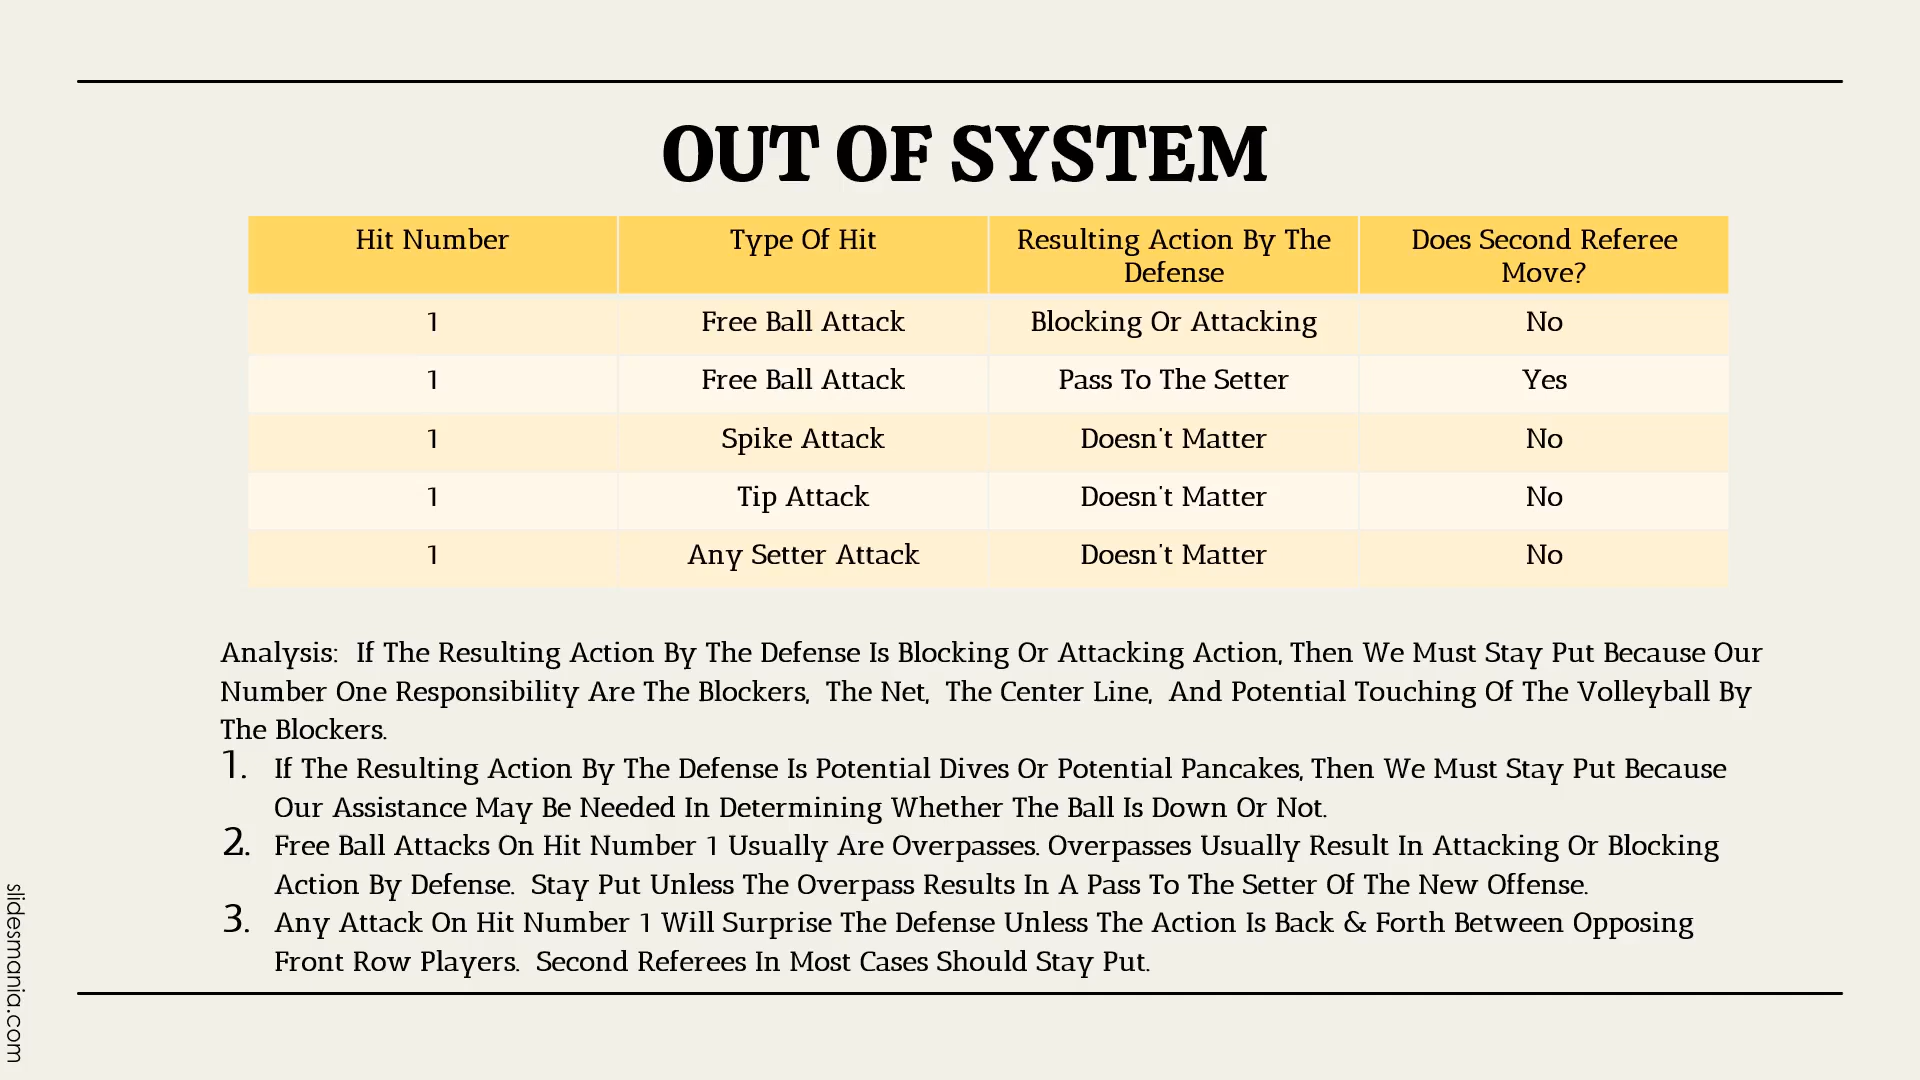 OUT OF SYSTEM
Hit Number Type Of Hit Resulting Action By The Defense Does Second Referee Move?
1 Free Ball Attack Blocking Or Attacking No
1 Free Ball Attack Pass To The Setter Yes
1 Spike Attack Doesn't Matter No
1 Tip Attack Doesn't Matter No
1 Any Setter Attack Doesn't Matter No
Analysis: If The Resulting Action By The Defense Is Blocking Or Attacking Action, Then We Must Stay Put Because Our
Number One Responsibility Are The Blockers, The Net, The Center Line, And Potential Touching Of The Volleyball By
The Blockers.
1. If The Resulting Action By The Defense Is Potential Dives Or Potential Pancakes, Then We Must Stay Put Because
Our Assistance May Be Needed In Determining Whether The Ball Is Down Or Not.
2. Free Ball Attacks On Hit Number 1 Usually Are Overpasses. Overpasses Usually Result In Attacking Or Blocking
Action By Defense. Stay Put Unless The Overpass Results In A Pass To The Setter Of The New Offense.
3. Any Attack On Hit Number 1 Will Surprise The Defense Unless The Action Is Back & Forth Between Opposing
Front Row Players. Second Referees In Most Cases Should Stay Put.
slidesmania.com